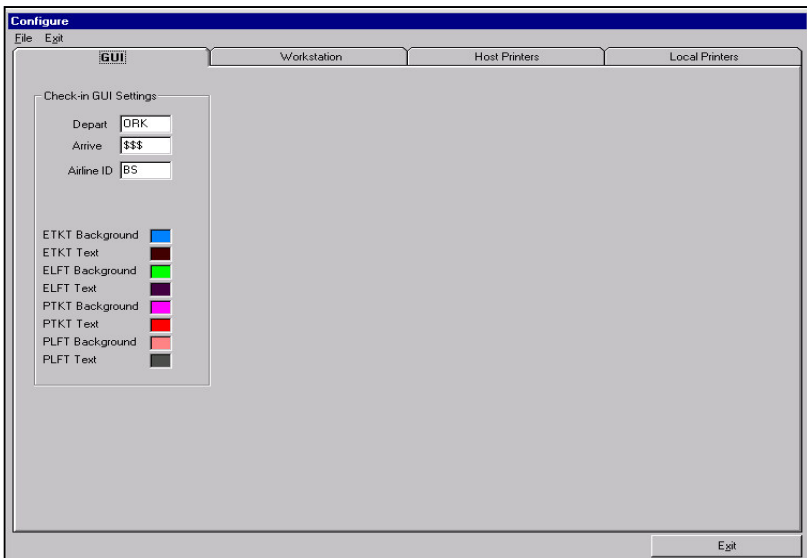 Configure
File Exit
GUI Workstation Host Printers Local Printers
Check-in GUI Settings
Depart ORK
Arrive $$$
Airline ID BS
ETKT Background
ETKT Text
ELFT Background
ELFT Text
PTKT Background
PTKT Text
PLFT Background
PLFT Text
Exit